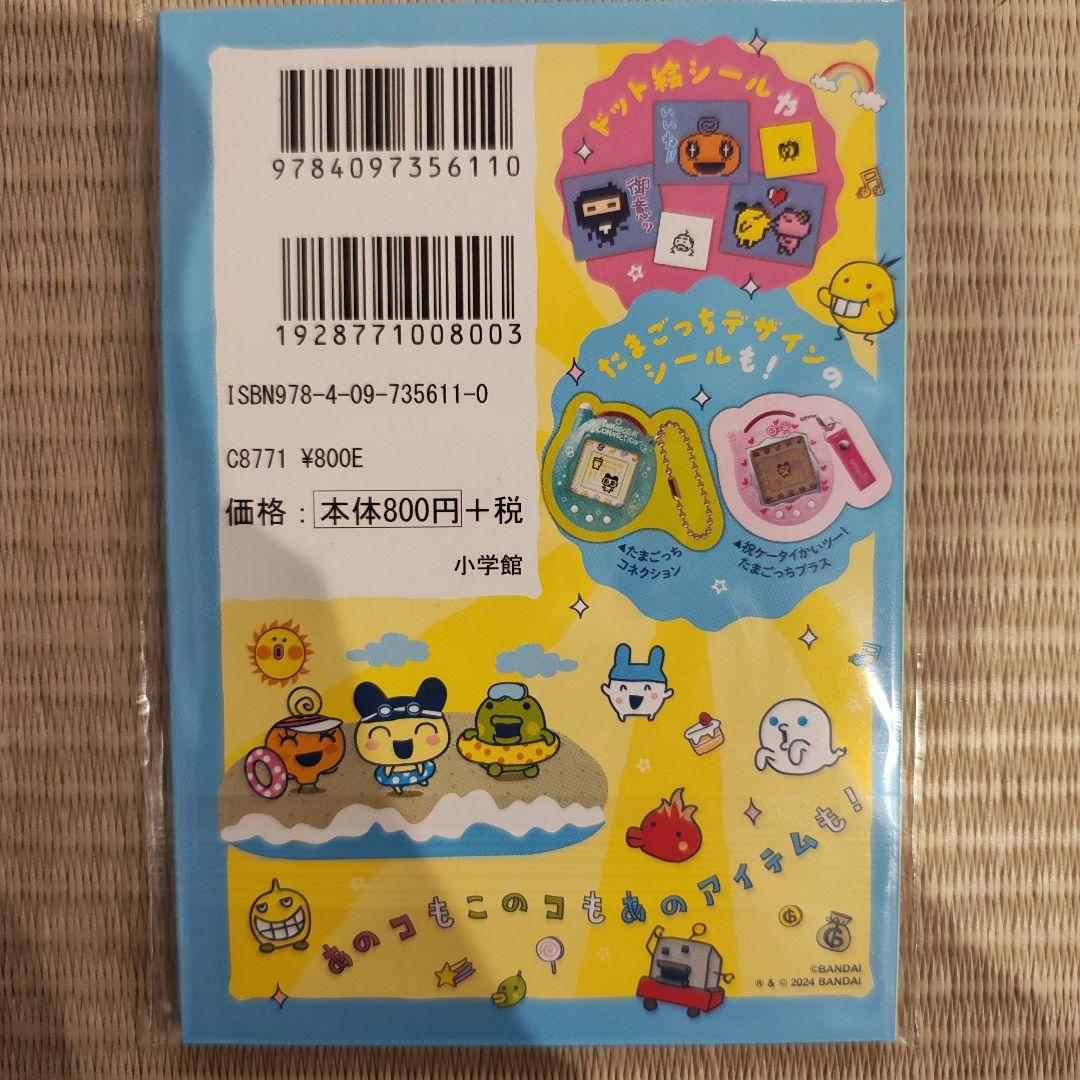 9784097356110
1928771008003
ISBN978-4-09-735611-0
C8771 ¥800E
価格：本体800円＋税
小学館
ドット絵シールや
いいわ!!
御意ッ
たまごっちデザインの
シールも！
TAMAGOTCHI
CONNECTION
▲たまごっち
コネクション
▲祝ケータイかいツー！
たまごっちプラス
あのコもこのコもあのアイテムも！
©BANDAI
® & © 2024 BANDAI